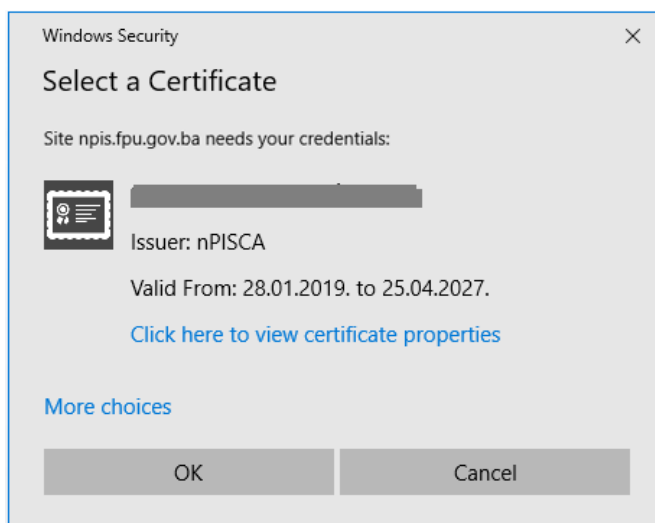 Windows Security
Select a Certificate
Site npis.fpu.gov.ba needs your credentials:
Issuer: nPISCA
Valid From: 28.01.2019. to 25.04.2027.
Click here to view certificate properties
More choices
OK
Cancel